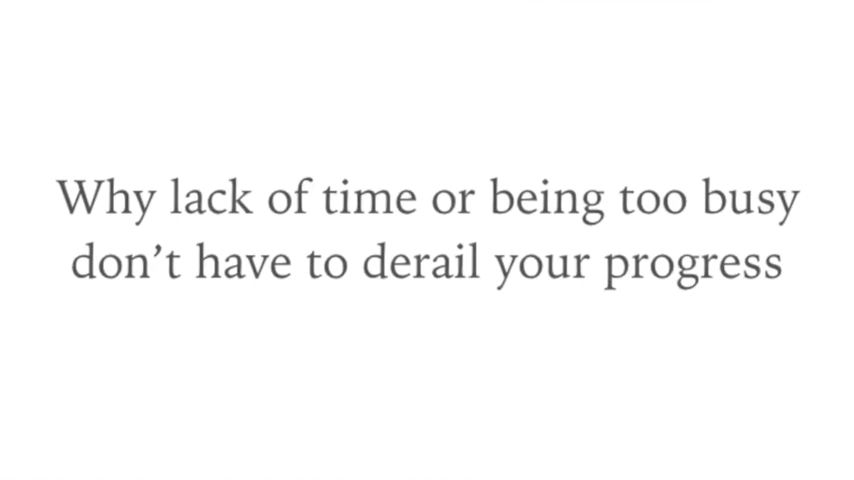 Why lack of time or being too busy
don’t have to derail your progress